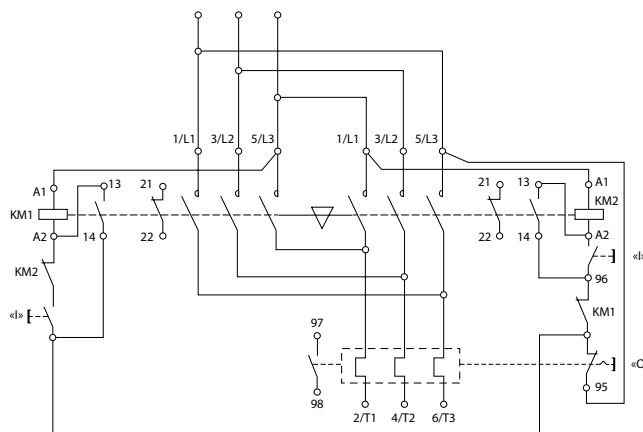 1/L1 3/L2 5/L3 1/L1 3/L2 5/L3
A1 13 21 21 13 A1
KM1 KM2
A2 14 22 22 14 A2
KM2 «I»
96
«I» KM1
97
«O
98 95
2/T1 4/T2 6/T3